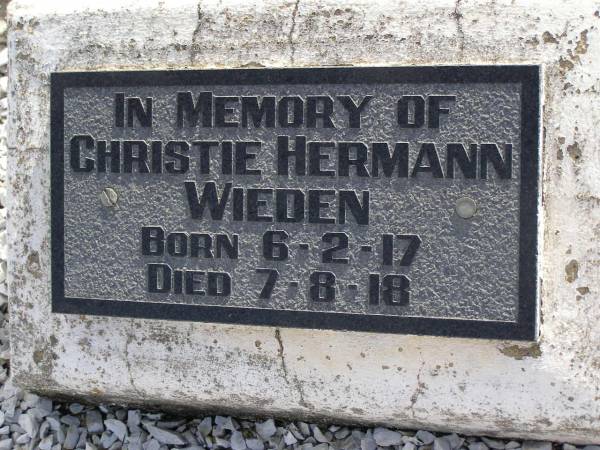 In Memory of
Christie Hermann
Wieden
Born 6-2-17
Died 7-8-18